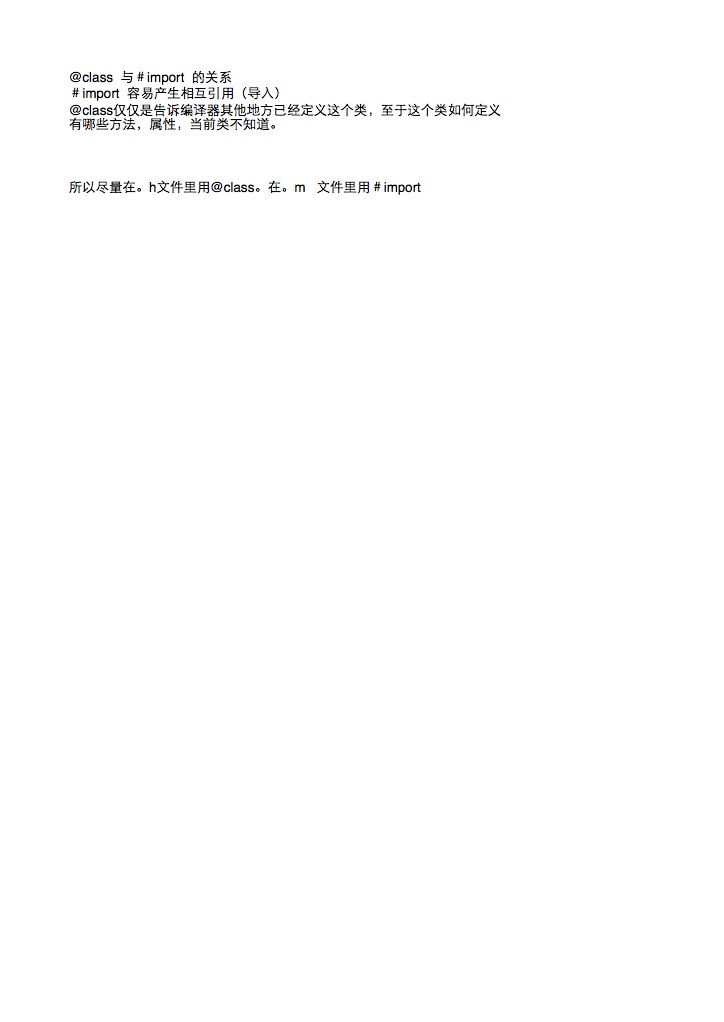 @class 与＃import 的关系
＃import 容易产生相互引用（导入）
@class仅仅是告诉编译器其他地方已经定义这个类，至于这个类如何定义
有哪些方法，属性，当前类不知道。
所以尽量在。h文件里用@class。在。m 文件里用＃import